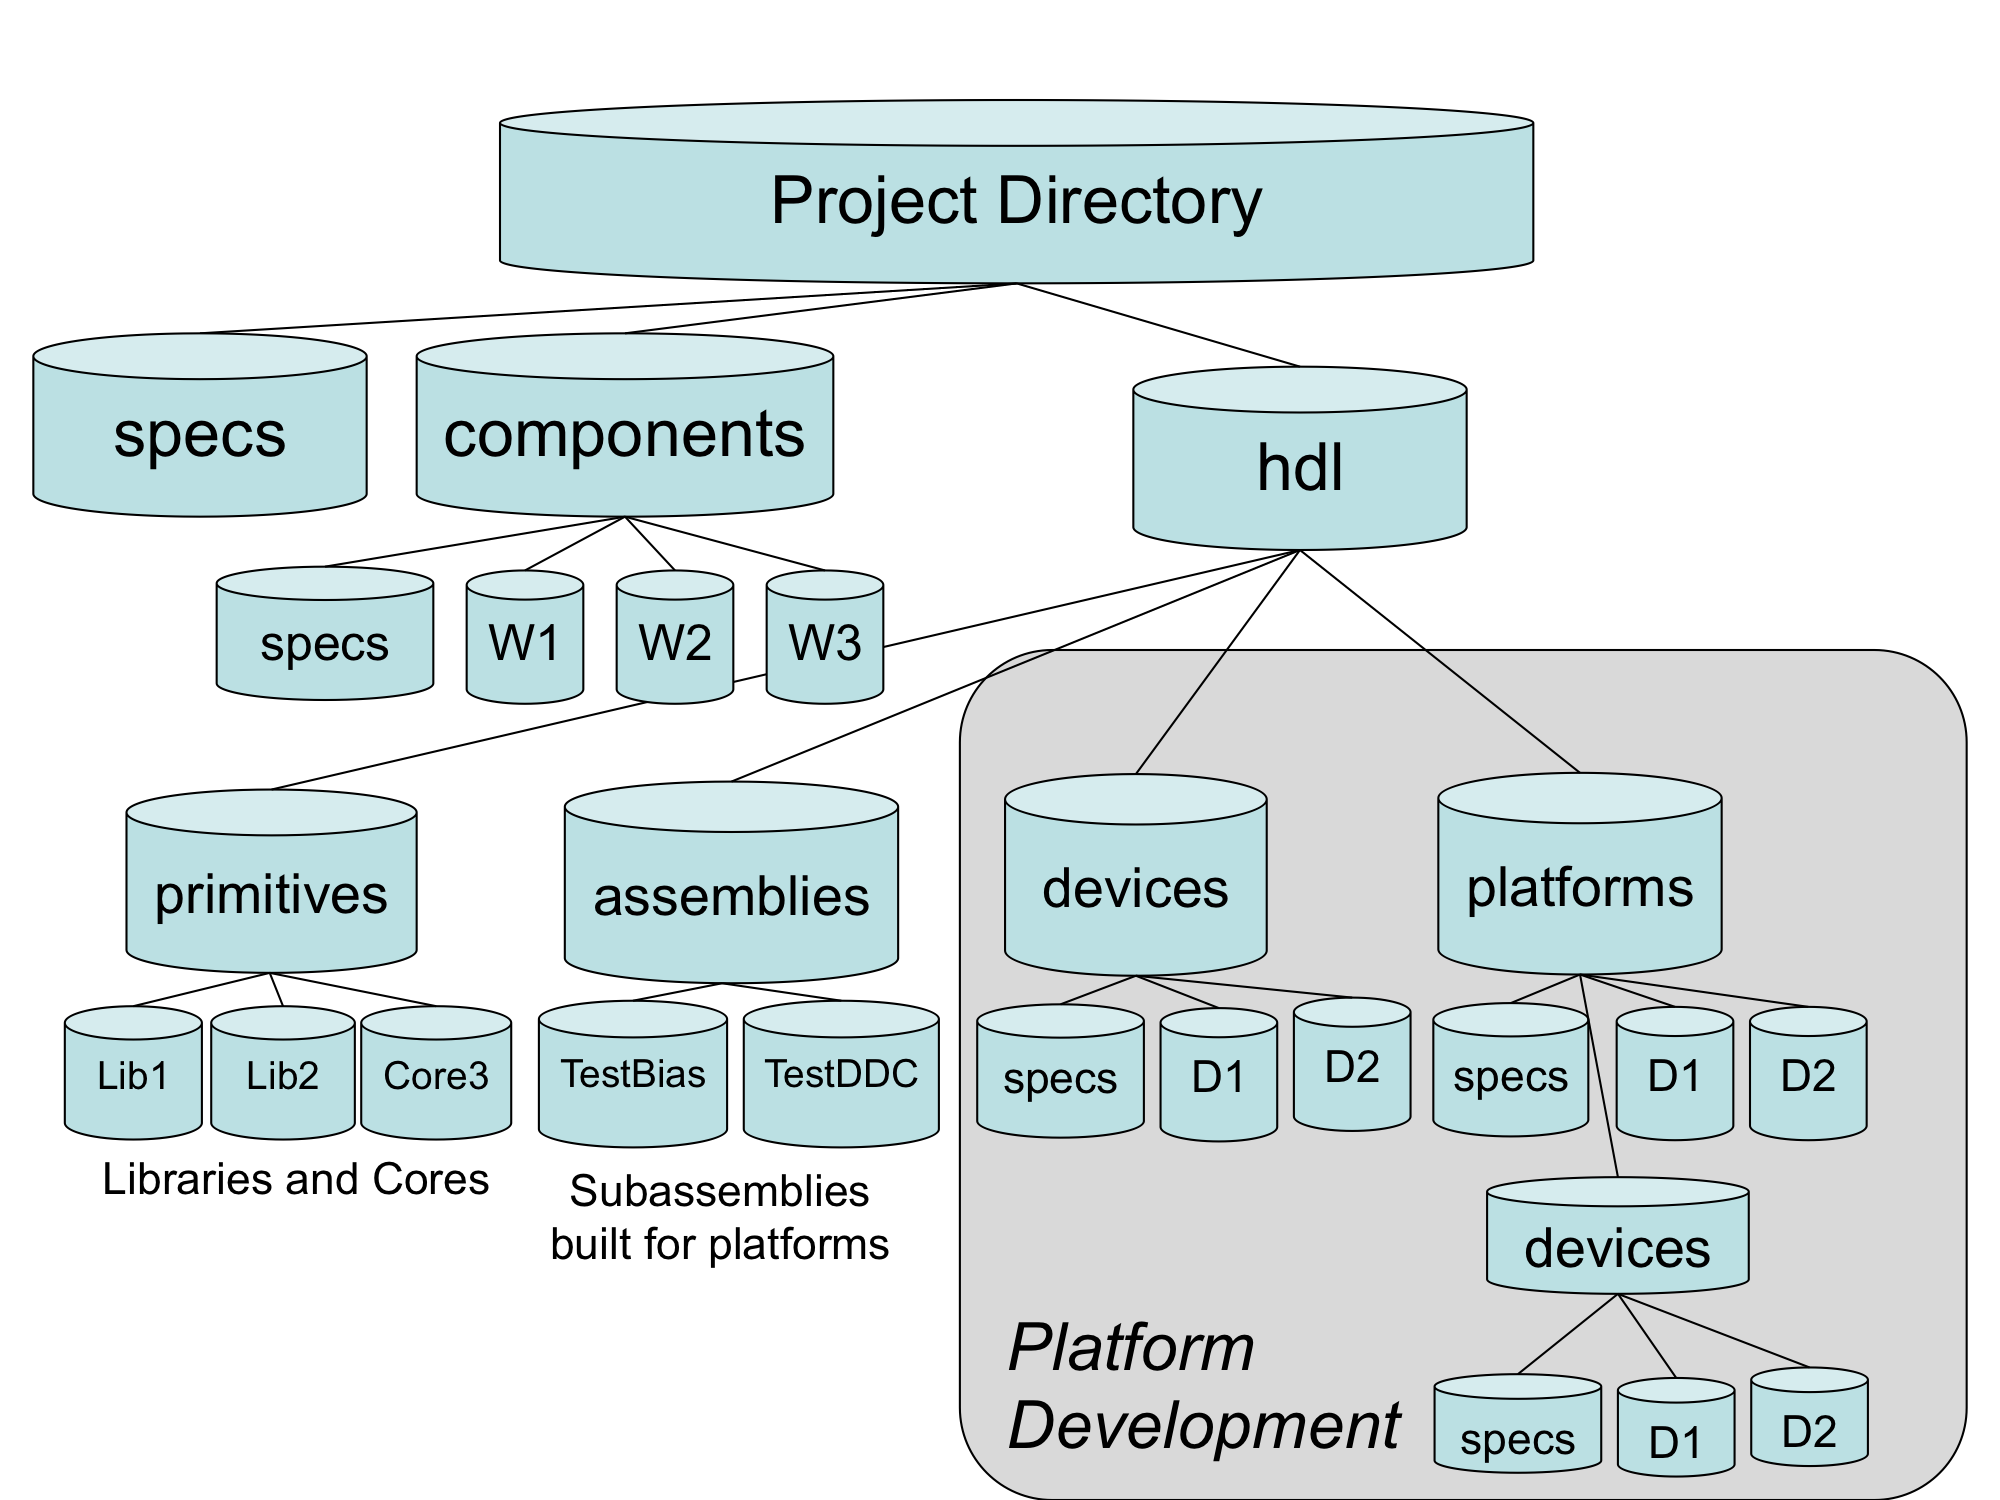 Project Directory
specs
components
hdl
specs
W1
W2
W3
primitives
assemblies
devices
platforms
Lib1
Lib2
Core3
TestBias
TestDDC
specs
D1
D2
specs
D1
D2
Libraries and Cores
Subassemblies
built for platforms
devices
Platform
Development
specs
D1
D2